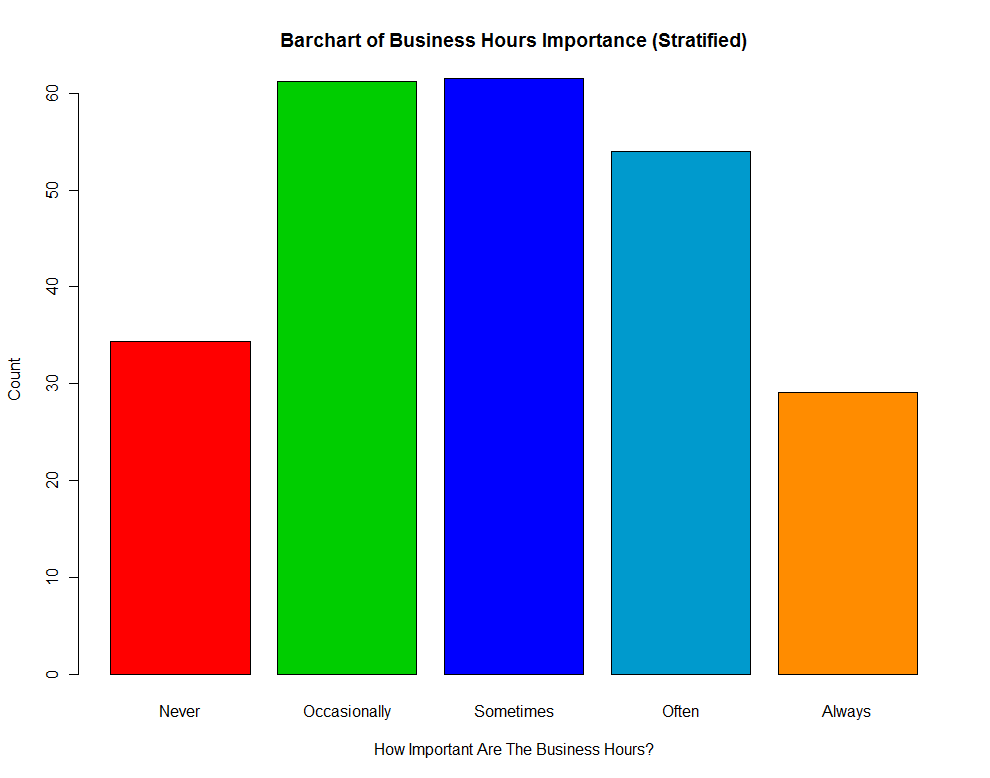 Barchart of Business Hours Importance (Stratified)
Count
60
50
40
30
20
10
0
Never Occasionally Sometimes Often Always
How Important Are The Business Hours?